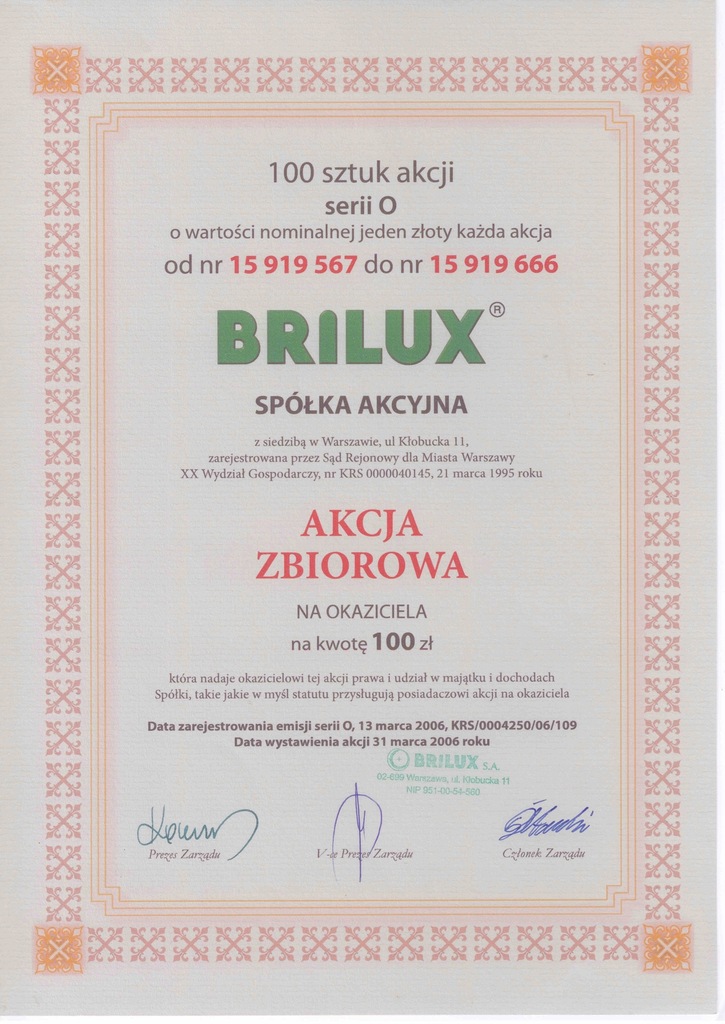 100 sztuk akcji
serii O
o wartości nominalnej jeden złoty każda akcja
od nr 15 919 567 do nr 15 919 666
BRILUX®
SPÓŁKA AKCYJNA
z siedzibą w Warszawie, ul Kłobucka 11,
zarejestrowana przez Sąd Rejonowy dla Miasta Warszawy
XX Wydział Gospodarczy, nr KRS 0000040145, 21 marca 1995 roku
AKCJA
ZBIOROWA
NA OKAZICIELA
na kwotę 100 zł
która nadaje okazicielowi tej akcji prawa i udział w majątku i dochodach
Spółki, takie jakie w myśl statutu przysługują posiadaczowi akcji na okaziciela
Data zarejestrowania emisji serii O, 13 marca 2006, KRS/0004250/06/109
Data wystawienia akcji 31 marca 2006 roku
BRILUX S.A.
02-699 Warszawa, ul. Kłobucka 11
NIP 951-00-54-560
Prezes Zarządu
V-ce Prezes Zarządu
Członek Zarządu